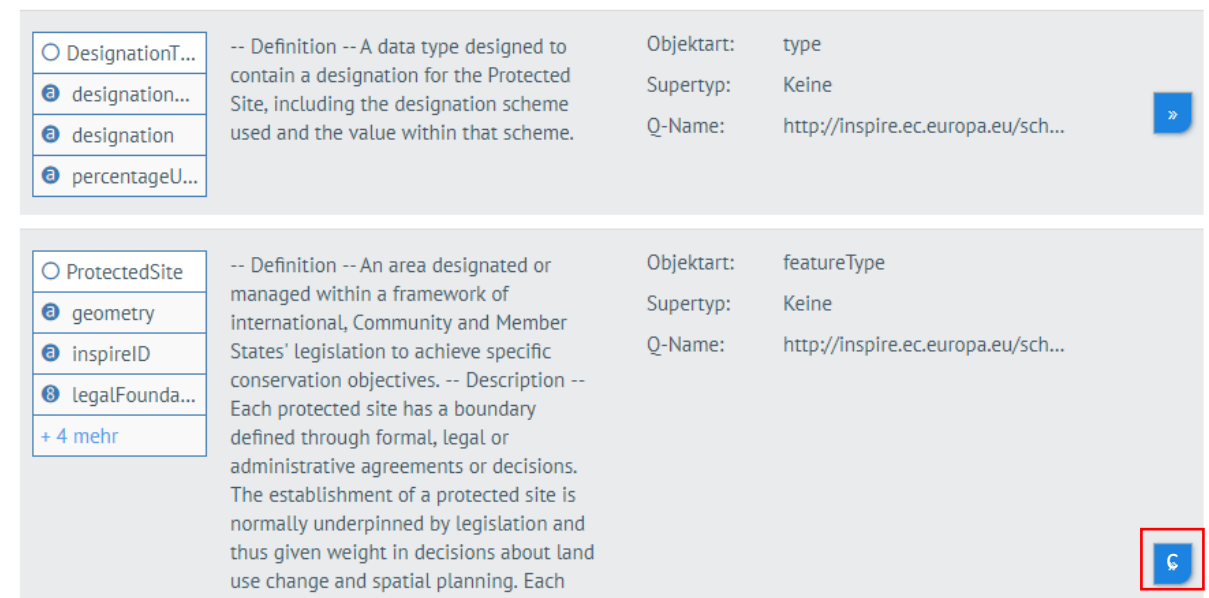 DesignationT...
designation...
designation
percentageU...
-- Definition -- A data type designed to
contain a designation for the Protected
Site, including the designation scheme
used and the value within that scheme.
Objektart: type
Supertyp: Keine
Q-Name: http://inspire.ec.europa.eu/sch...
»
ProtectedSite
geometry
inspireID
legalFounda...
+ 4 mehr
-- Definition -- An area designated or
managed within a framework of
international, Community and Member
States' legislation to achieve specific
conservation objectives. -- Description --
Each protected site has a boundary
defined through formal, legal or
administrative agreements or decisions.
The establishment of a protected site is
normally underpinned by legislation and
thus given weight in decisions about land
use change and spatial planning. Each
Objektart: featureType
Supertyp: Keine
Q-Name: http://inspire.ec.europa.eu/sch...